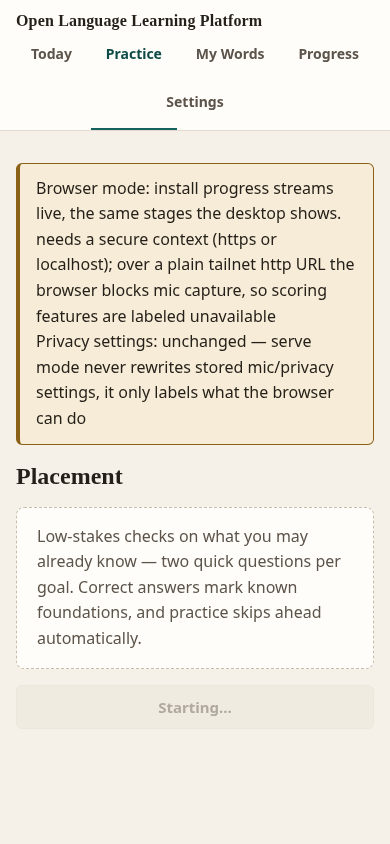 Open Language Learning Platform
Today Practice My Words Progress
Settings
Browser mode: install progress streams
live, the same stages the desktop shows.
needs a secure context (https or
localhost); over a plain tailnet http URL the
browser blocks mic capture, so scoring
features are labeled unavailable
Privacy settings: unchanged — serve
mode never rewrites stored mic/privacy
settings, it only labels what the browser
can do
Placement
Low-stakes checks on what you may
already know — two quick questions per
goal. Correct answers mark known
foundations, and practice skips ahead
automatically.
Starting...